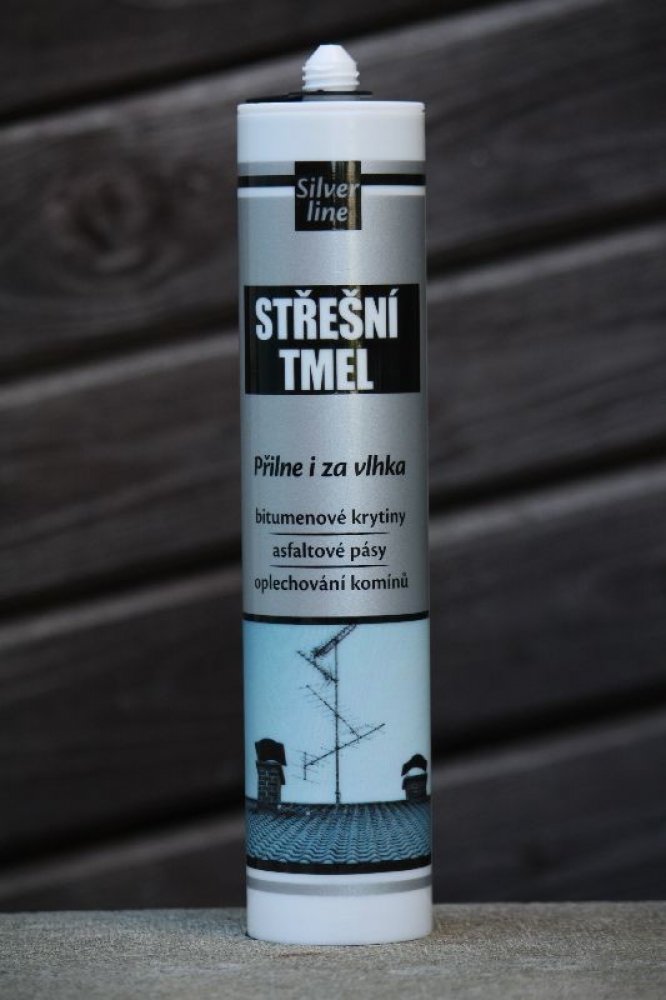 Silver
line
STŘEŠNÍ
TMEL
Přilne i za vlhka
bitumenové krytiny
asfaltové pásy
oplechování komínů